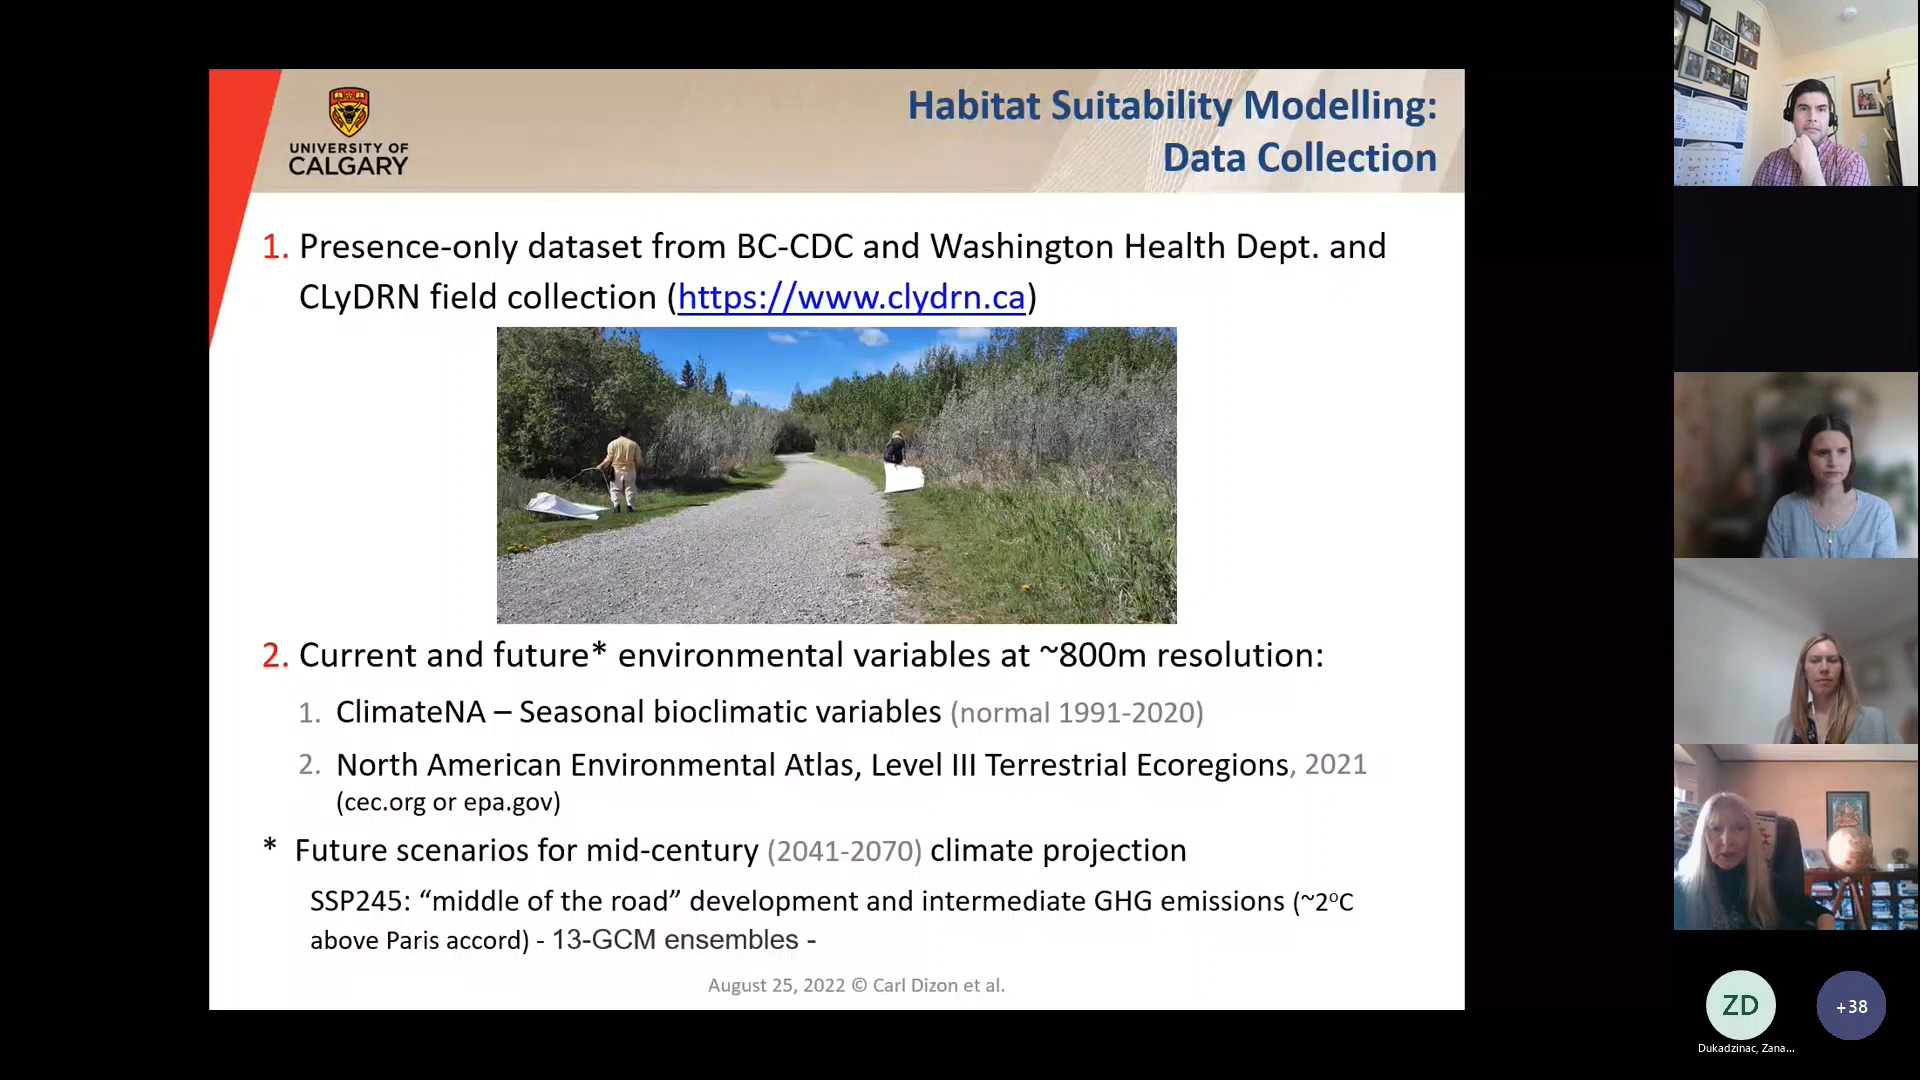 UNIVERSITY OF
CALGARY
Habitat Suitability Modelling:
Data Collection
1. Presence-only dataset from BC-CDC and Washington Health Dept. and
CLyDRN field collection (https://www.clydrn.ca)
2. Current and future* environmental variables at ~800m resolution:
1. ClimateNA – Seasonal bioclimatic variables (normal 1991-2020)
2. North American Environmental Atlas, Level III Terrestrial Ecoregions, 2021
(cec.org or epa.gov)
* Future scenarios for mid-century (2041-2070) climate projection
SSP245: “middle of the road” development and intermediate GHG emissions (~2ºC
above Paris accord) - 13-GCM ensembles -
August 25, 2022 © Carl Dizon et al.
ZD
+38
Dukadzinac, Zana...